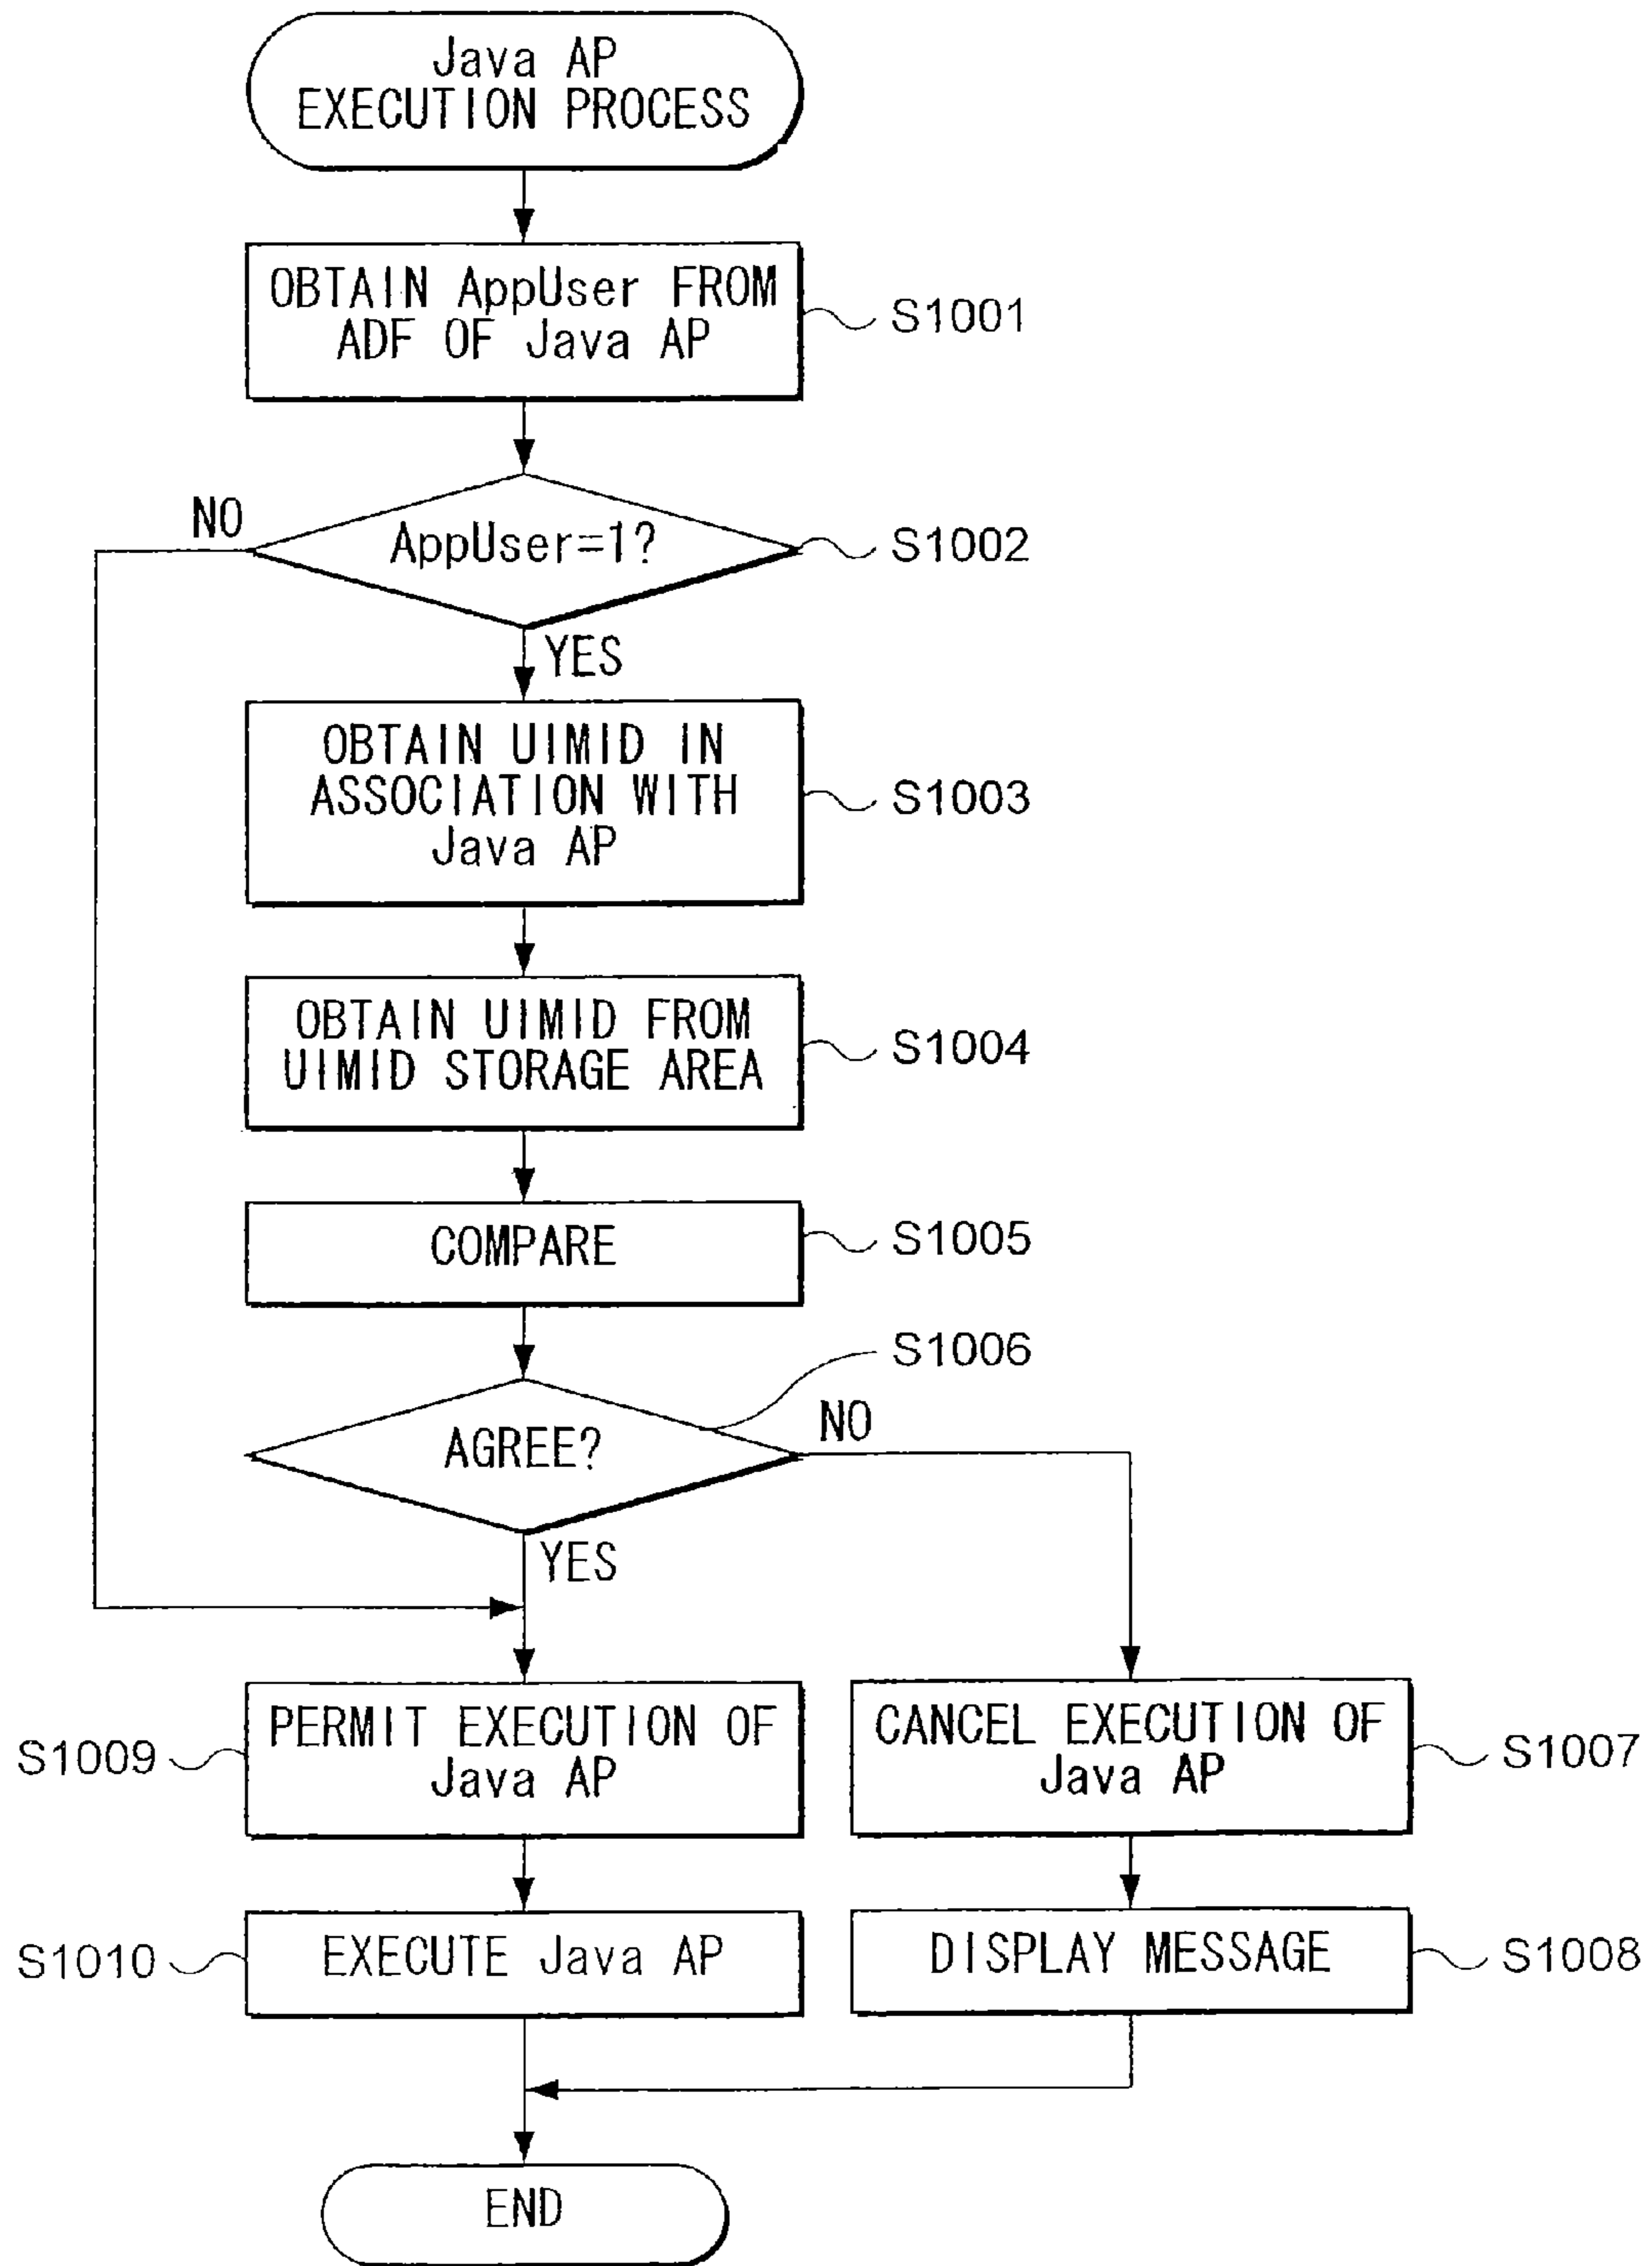 Java AP
EXECUTION PROCESS
OBTAIN AppUser FROM
ADF OF Java AP
S1001
NO
AppUser=1?
S1002
YES
OBTAIN UIMID IN
ASSOCIATION WITH
Java AP
S1003
OBTAIN UIMID FROM
UIMID STORAGE AREA
S1004
COMPARE
S1005
S1006
AGREE?
NO
YES
S1009
PERMIT EXECUTION OF
Java AP
CANCEL EXECUTION OF
Java AP
S1007
S1010
EXECUTE Java AP
DISPLAY MESSAGE
S1008
END